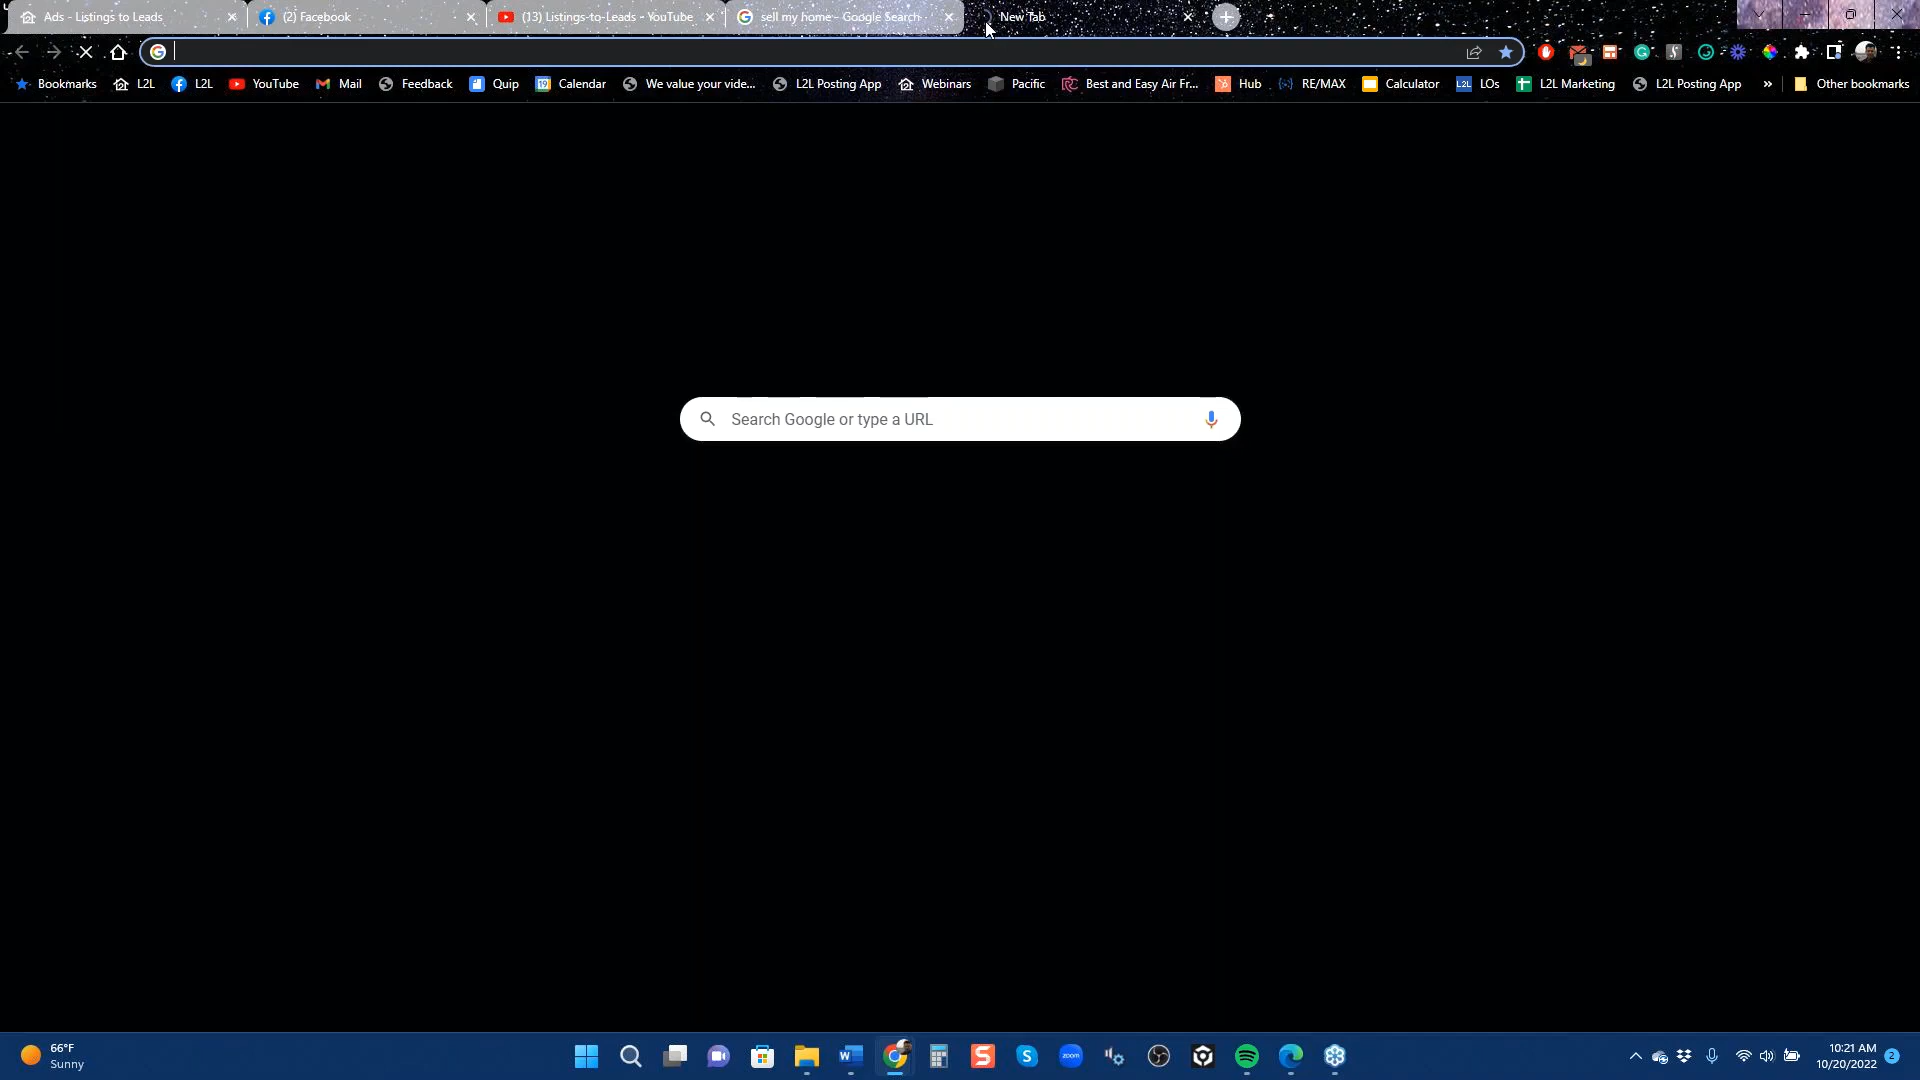 Ads - Listings to Leads
(2) Facebook
(13) Listings-to-Leads - YouTube
sell my home - Google Search
New Tab
Bookmarks
L2L
L2L
YouTube
Mail
Feedback
Quip
Calendar
We value your vide...
L2L Posting App
Webinars
Pacific
Best and Easy Air Fr...
Hub
RE/MAX
Calculator
LOs
L2L Marketing
L2L Posting App
Other bookmarks
Search Google or type a URL
66°F
Sunny
zoom
10:21 AM
10/20/2022
2